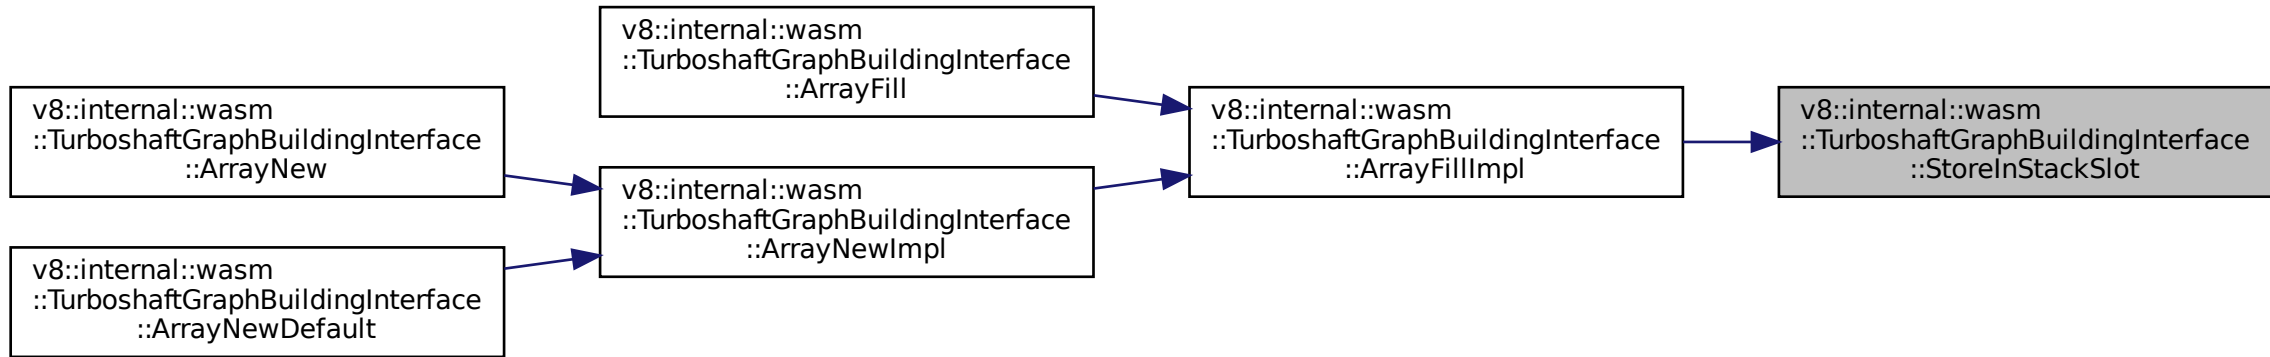 v8::internal::wasm
::TurboshaftGraphBuildingInterface
::ArrayNew
v8::internal::wasm
::TurboshaftGraphBuildingInterface
::ArrayNewDefault
v8::internal::wasm
::TurboshaftGraphBuildingInterface
::ArrayFill
v8::internal::wasm
::TurboshaftGraphBuildingInterface
::ArrayNewImpl
v8::internal::wasm
::TurboshaftGraphBuildingInterface
::ArrayFillImpl
v8::internal::wasm
::TurboshaftGraphBuildingInterface
::StoreInStackSlot